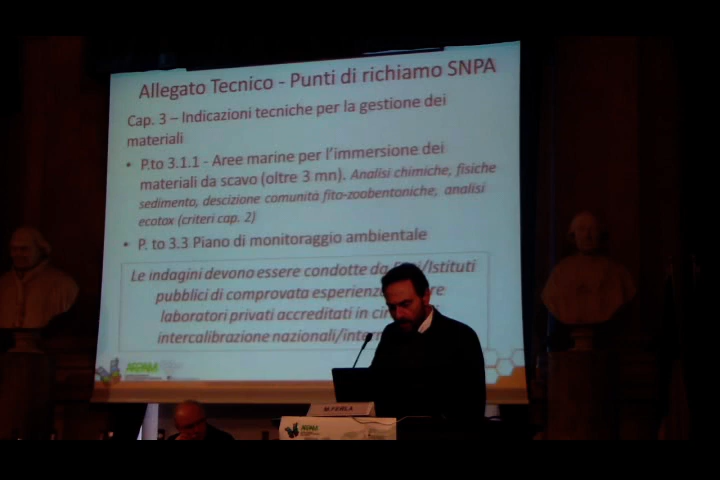 Allegato Tecnico - Punti di richiamo SNPA
Cap. 3 – Indicazioni tecniche per la gestione dei
materiali
• P.to 3.1.1 - Aree marine per l'immersione dei
materiali da scavo (oltre 3 mn). Analisi chimiche, fisiche
sedimento, descizione comunità fito-zoobentoniche, analisi
ecotox (criteri cap. 2)
• P. to 3.3 Piano di monitoraggio ambientale
Le indagini devono essere condotte da /Istituti
pubblici di comprovata esperienza
laboratori privati accreditati in
intercalibrazione nazionali/
M.FERLA